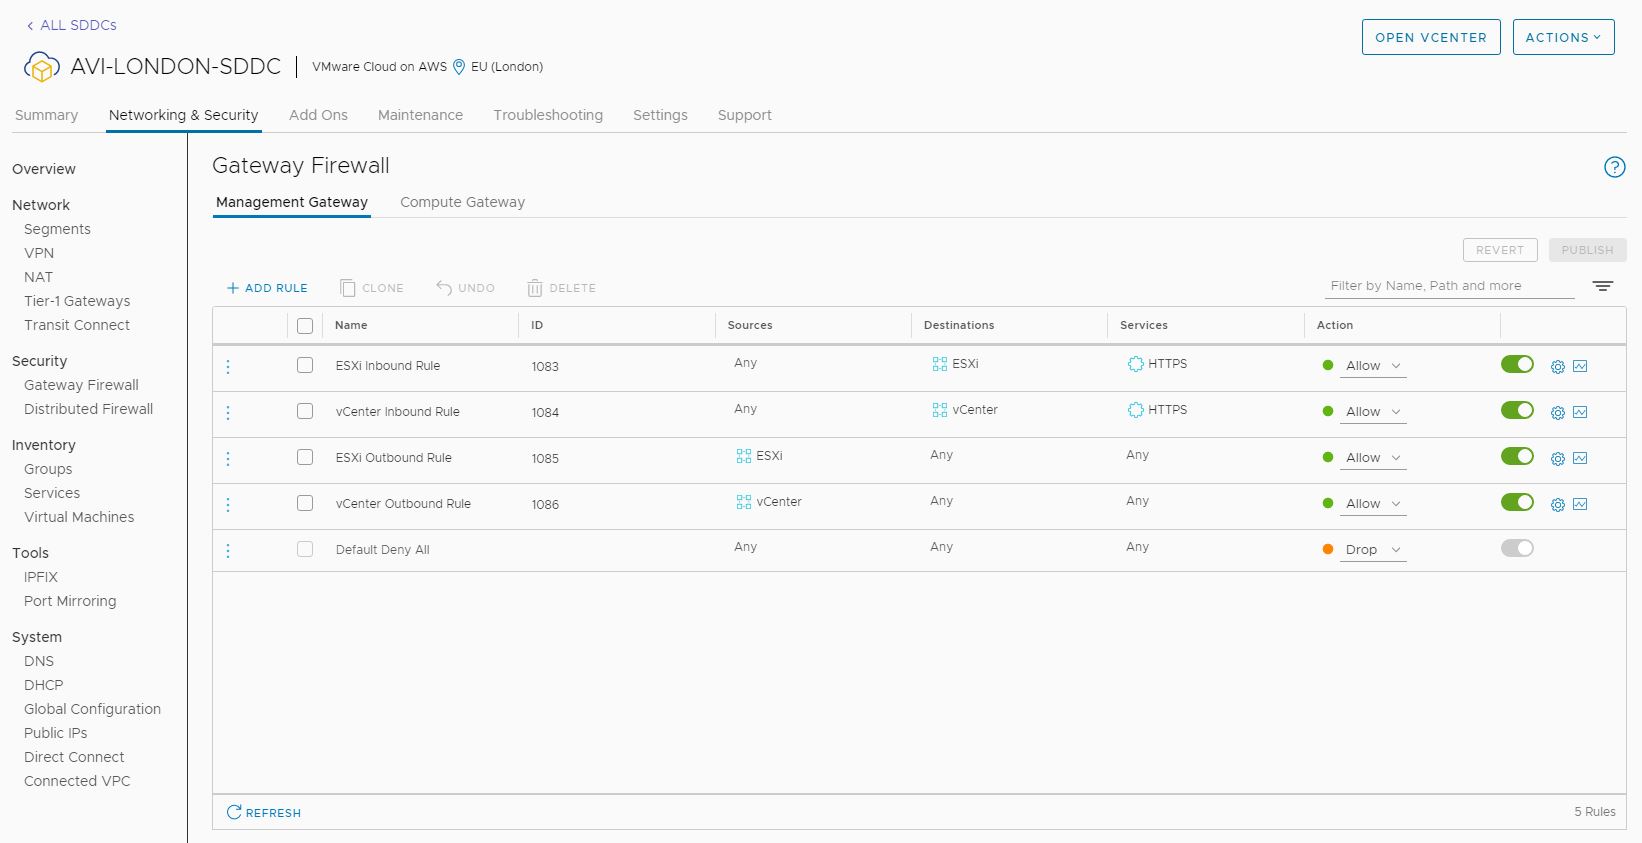 ALL SDDCs
OPEN VCENTER ACTIONS
AVI-LONDON-SDDC VMware Cloud on AWS EU (London)
Summary Networking & Security Add Ons Maintenance Troubleshooting Settings Support
Overview
Network
Segments
VPN
NAT
Tier-1 Gateways
Transit Connect
Security
Gateway Firewall
Distributed Firewall
Inventory
Groups
Services
Virtual Machines
Tools
IPFIX
Port Mirroring
System
DNS
DHCP
Global Configuration
Public IPs
Direct Connect
Connected VPC
Gateway Firewall
Management Gateway Compute Gateway
REVERT PUBLISH
ADD RULE CLONE UNDO DELETE Filter by Name, Path and more
Name ID Sources Destinations Services Action
ESXi Inbound Rule 1083 Any ESXi HTTPS Allow
vCenter Inbound Rule 1084 Any vCenter HTTPS Allow
ESXi Outbound Rule 1085 ESXi Any Any Allow
vCenter Outbound Rule 1086 vCenter Any Any Allow
Default Deny All Any Any Any Drop
REFRESH 5 Rules